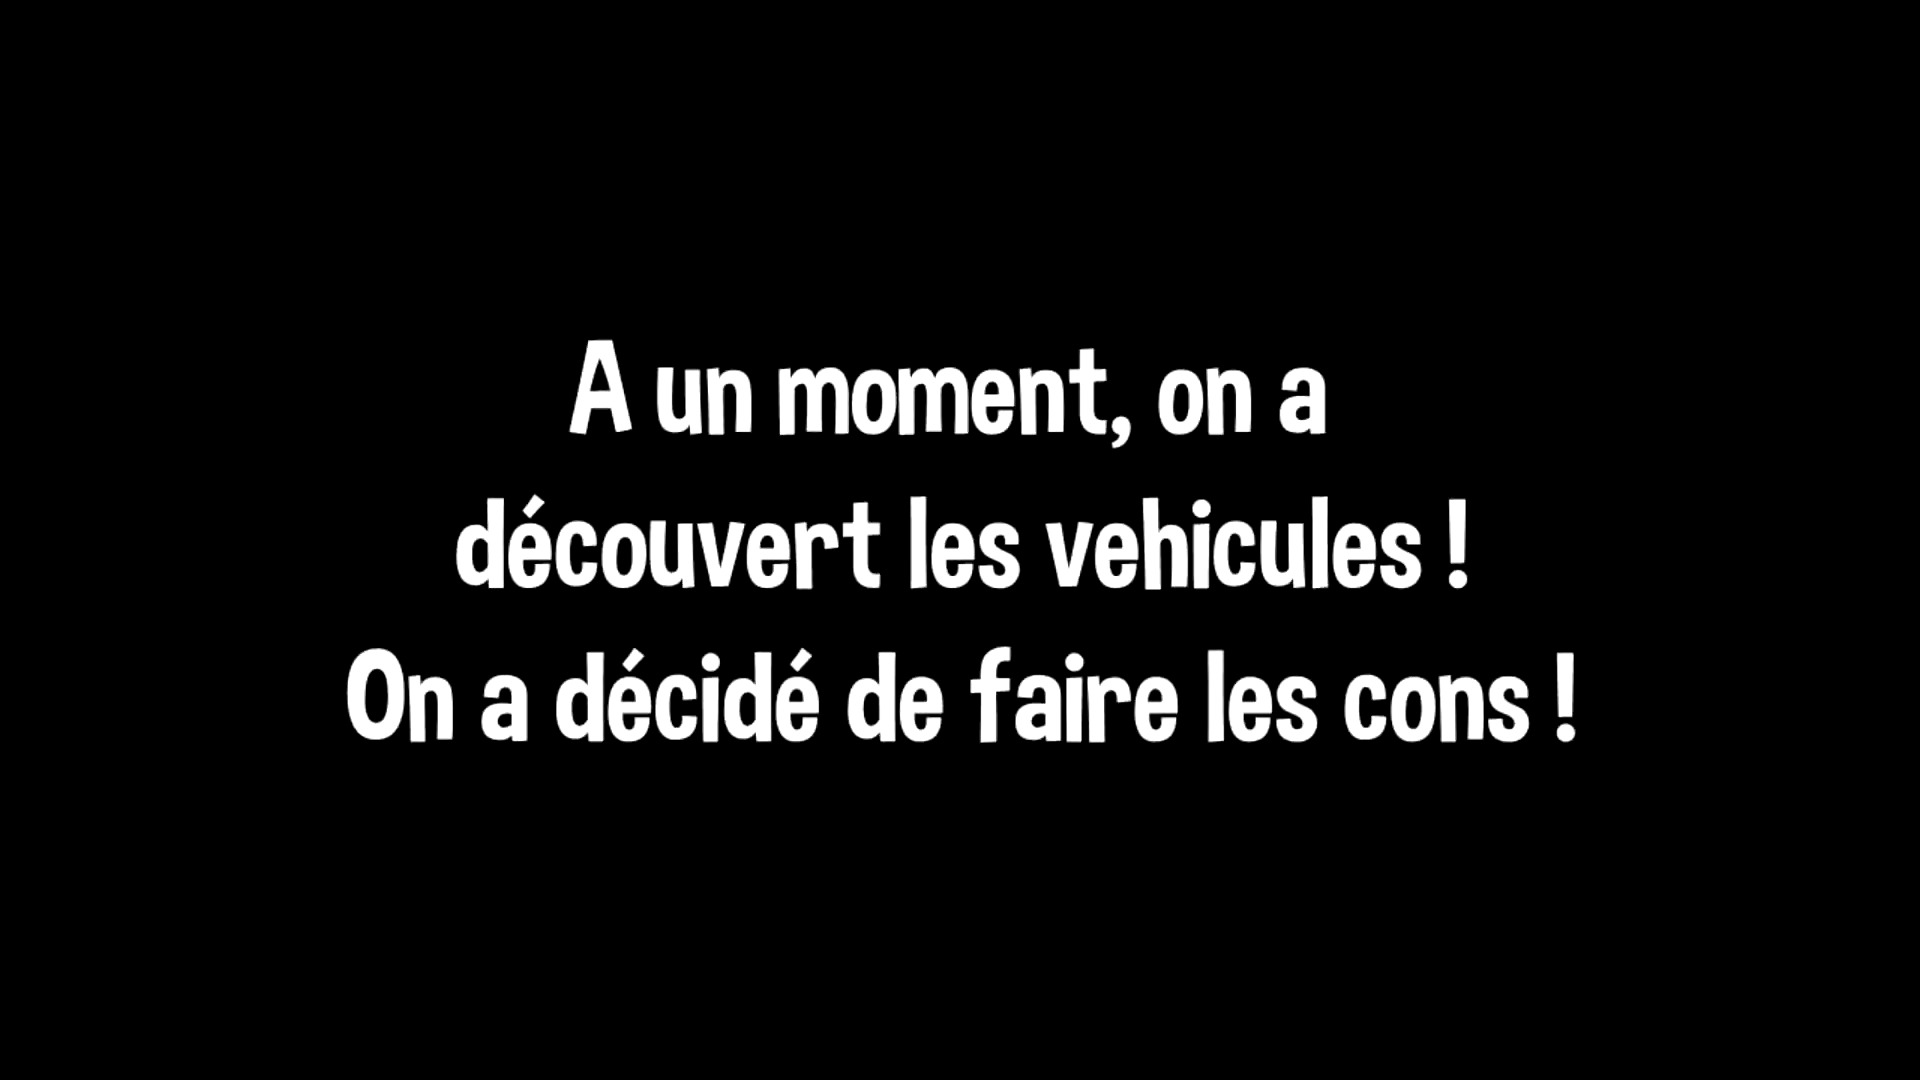 A un moment, on a
découvert les vehicules !
On a décidé de faire les cons !